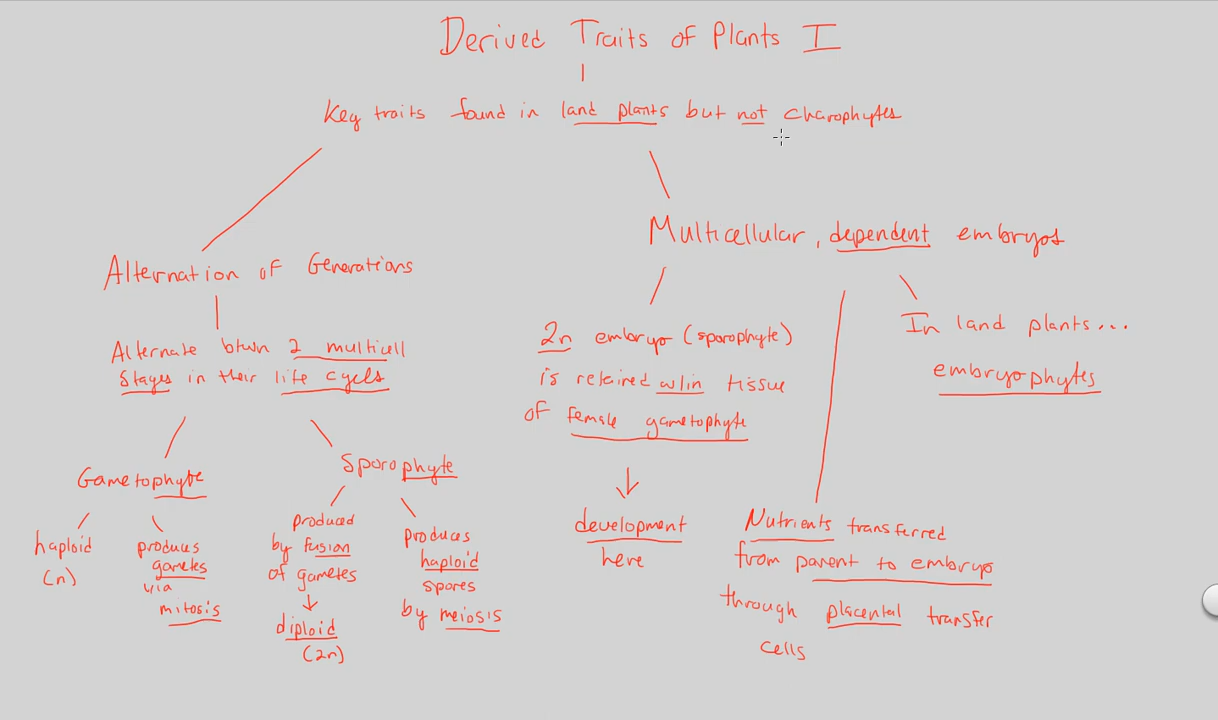 Derived Traits of Plants I
Key traits found in land plants but not charophytes
Alternation of Generations
Alternate btwn 2 multicell
stages in their life cycels
Gametophyte
haploid
(n)
produces
gametes
via
mitosis
Sporophyte
produced
by fusion
of gametes
diploid
(2n)
produces
haploid
spores
by meiosis
Multicellular, dependent embryos
2n embryo (sporophyte)
is retained w/in tissue
of female gametophyte
development
here
Nutrients transferred
from parent to embryo
through placental transfer
cells
In land plants...
embryophytes